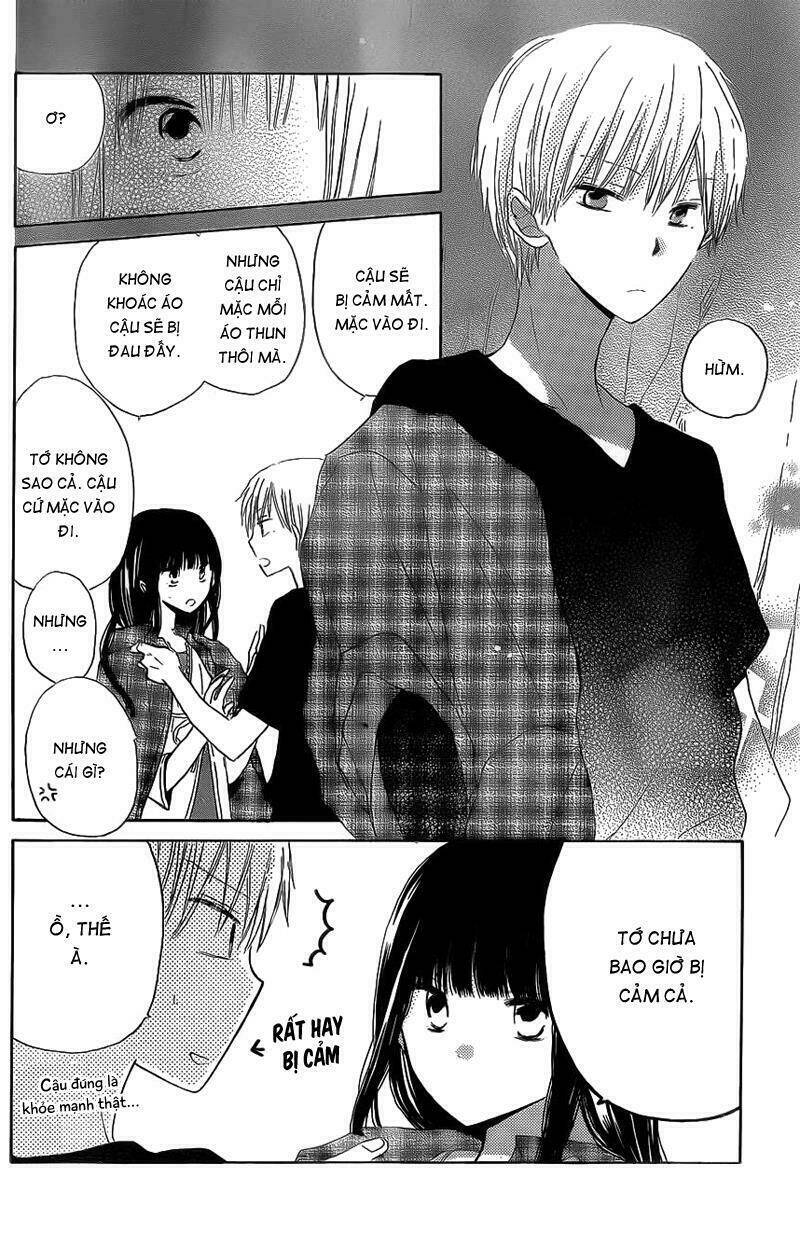 HỪM.
Ơ?
CẬU SẼ
BỊ CẢM MẤT.
MẶC VÀO ĐI.
NHƯNG
CẬU CHỈ
MẶC MỖI
ÁO THUN
THÔI MÀ.
KHÔNG
KHOÁC ÁO
CẬU SẼ BỊ
ĐAU ĐẤY.
TỚ KHÔNG
SAO CẢ. CẬU
CỨ MẶC VÀO
ĐI.
NHƯNG
...
NHƯNG
CÁI GÌ?
TỚ CHƯA
BAO GIỜ BỊ
CẢM CẢ.
...
Ồ, THẾ
À.
RẤT HAY
BỊ CẢM
Câu đúng là
khỏe manh thật...